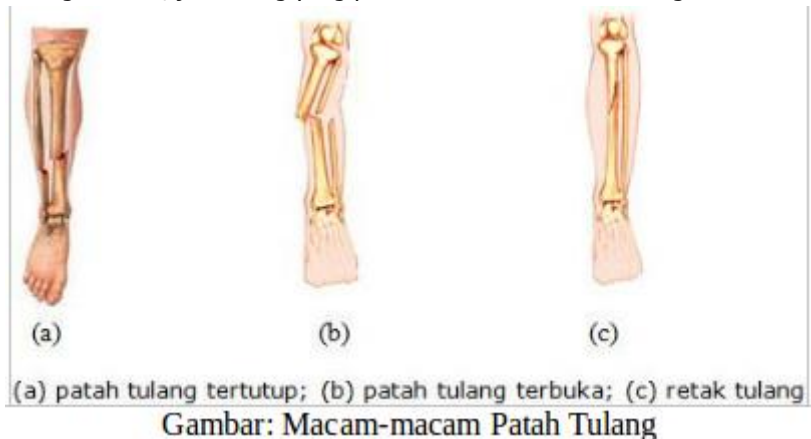 (a)
(b)
(c)
(a) patah tulang tertutup; (b) patah tulang terbuka; (c) retak tulang
Gambar: Macam-macam Patah Tulang